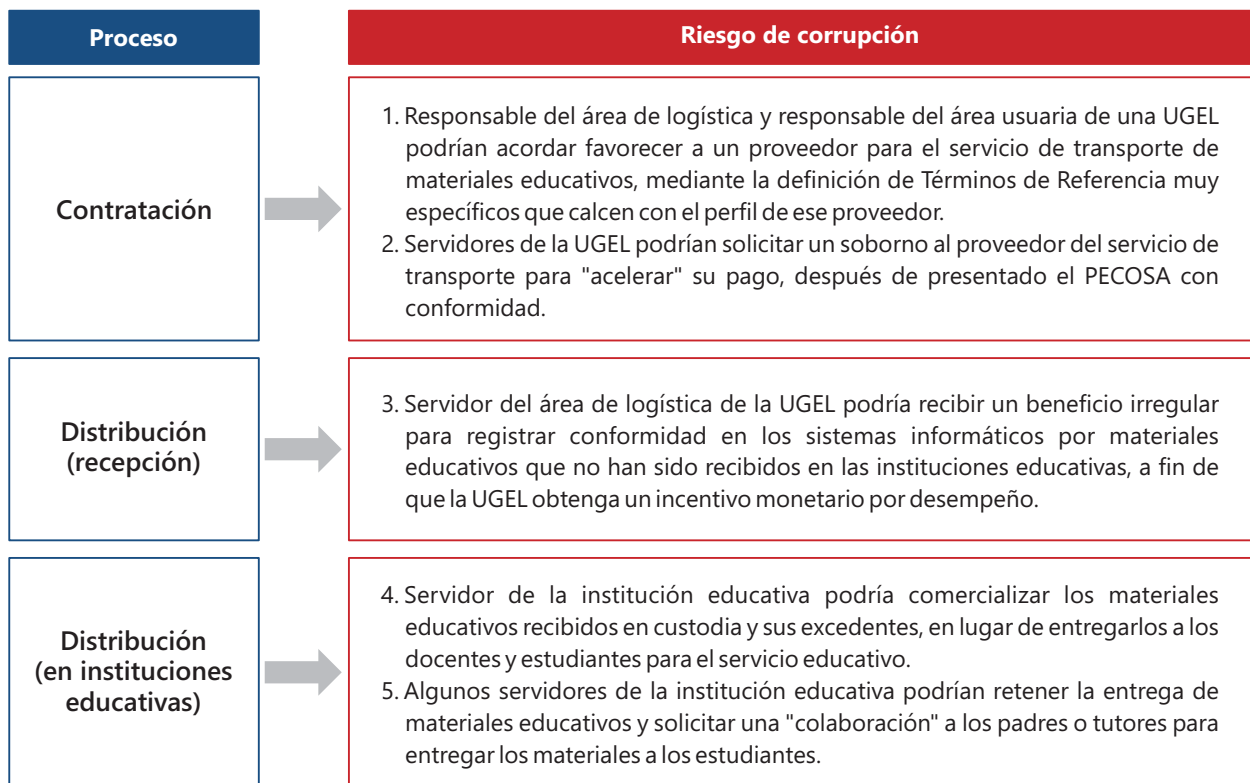 Proceso
Riesgo de corrupción
Contratación
1. Responsable del área de logística y responsable del área usuaria de una UGEL
podrían acordar favorecer a un proveedor para el servicio de transporte de
materiales educativos, mediante la definición de Términos de Referencia muy
específicos que calcen con el perfil de ese proveedor.
2. Servidores de la UGEL podrían solicitar un soborno al proveedor del servicio de
transporte para "acelerar" su pago, después de presentado el PECOSA con
conformidad.
Distribución
(recepción)
3. Servidor del área de logística de la UGEL podría recibir un beneficio irregular
para registrar conformidad en los sistemas informáticos por materiales
educativos que no han sido recibidos en las instituciones educativas, a fin de
que la UGEL obtenga un incentivo monetario por desempeño.
Distribución
(en instituciones
educativas)
4. Servidor de la institución educativa podría comercializar los materiales
educativos recibidos en custodia y sus excedentes, en lugar de entregarlos a los
docentes y estudiantes para el servicio educativo.
5. Algunos servidores de la institución educativa podrían retener la entrega de
materiales educativos y solicitar una "colaboración" a los padres o tutores para
entregar los materiales a los estudiantes.